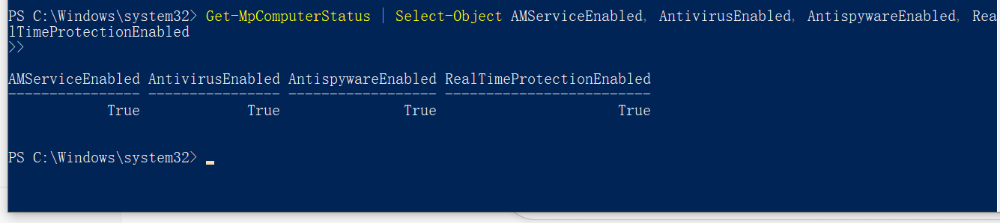 PS C:\Windows\system32> Get-MpComputerStatus | Select-Object AMServiceEnabled, AntivirusEnabled, AntispywareEnabled, Rea
lTimeProtectionEnabled
>>
AMServiceEnabled AntivirusEnabled AntispywareEnabled RealTimeProtectionEnabled
---------------- ---------------- ------------------ -------------------------
True True True True
PS C:\Windows\system32>